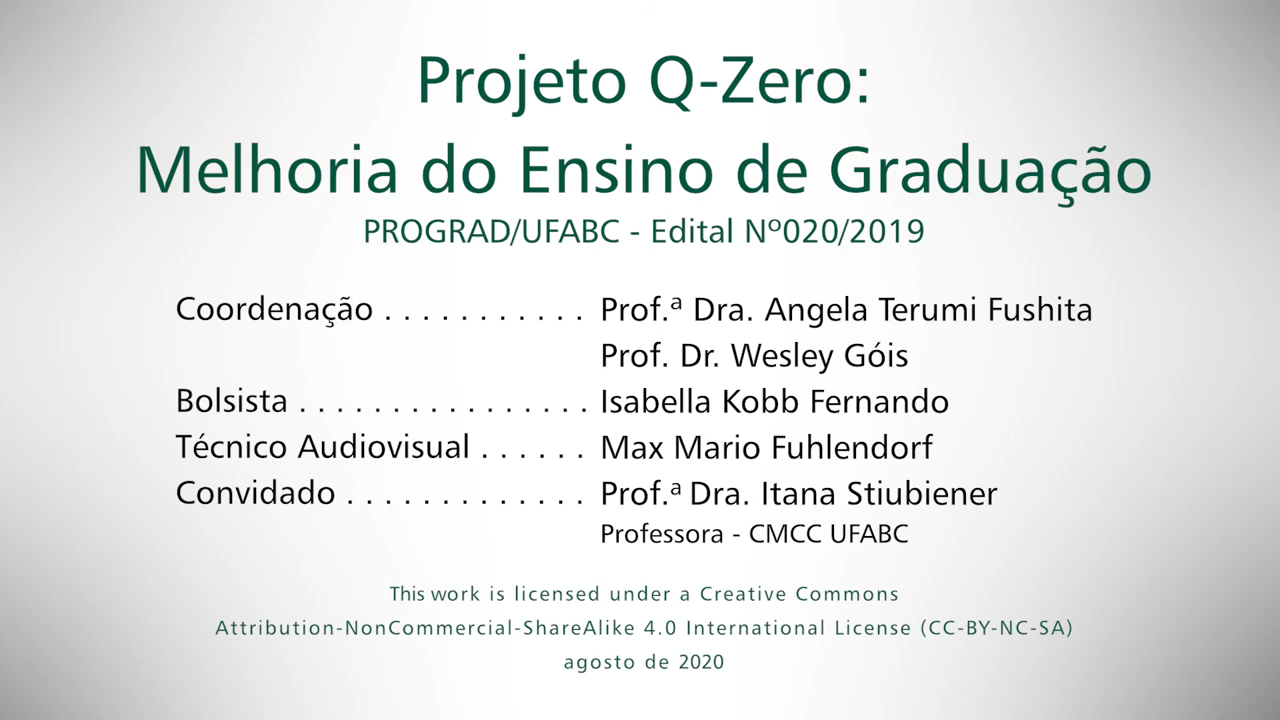 Projeto Q-Zero:
Melhoria do Ensino de Graduação
PROGRAD/UFABC - Edital Nº020/2019
Coordenação . . . . . . . . . . . Prof.ª Dra. Angela Terumi Fushita
Prof. Dr. Wesley Góis
Bolsista . . . . . . . . . . . . . . . . Isabella Kobb Fernando
Técnico Audiovisual . . . . . . Max Mario Fuhlendorf
Convidado . . . . . . . . . . . . . Prof.ª Dra. Itana Stiubiener
Professora - CMCC UFABC
This work is licensed under a Creative Commons
Attribution-NonCommercial-ShareAlike 4.0 International License (CC-BY-NC-SA)
agosto de 2020